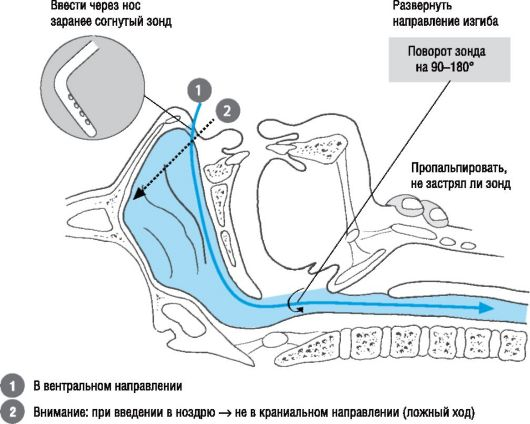 Ввести через нос
заранее согнутый зонд
Развернуть
направление изгиба
Поворот зонда
на 90–180°
1
2
Пропальпировать,
не застрял ли зонд
1 В вентральном направлении
2 Внимание: при введении в ноздрю → не в краниальном направлении (ложный ход)